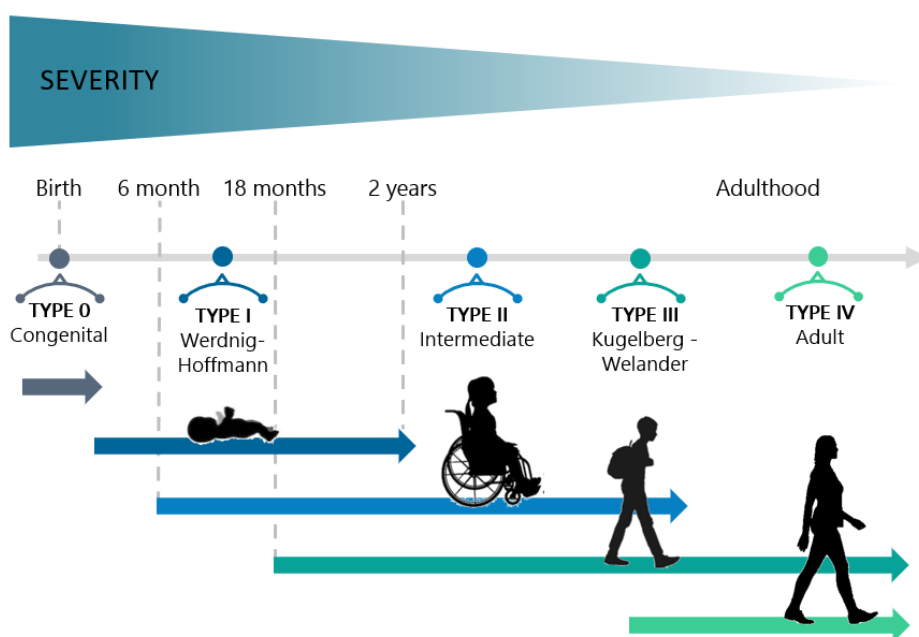 SEVERITY
Birth
6 month
18 months
2 years
Adulthood
TYPE 0
Congenital
TYPE I
Werdnig-
Hoffmann
TYPE II
Intermediate
TYPE III
Kugelberg -
Welander
TYPE IV
Adult